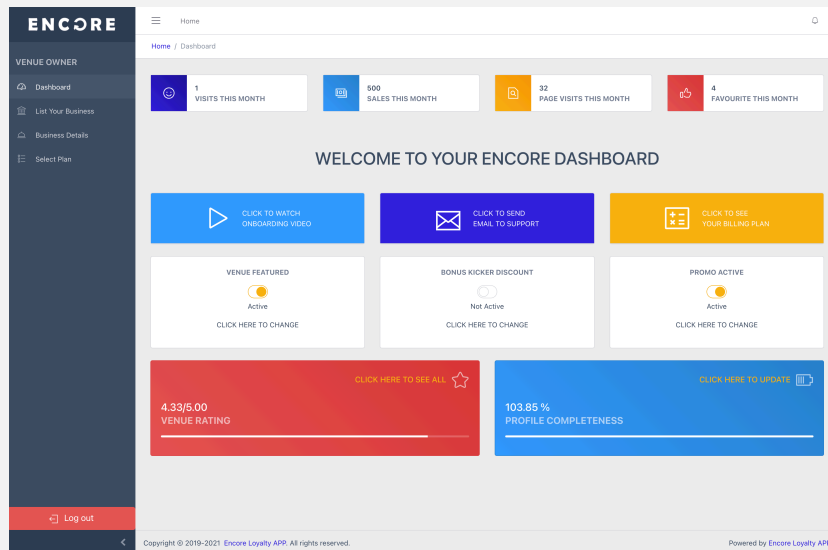 ENCORE
Home
Home / Dashboard
VENUE OWNER
Dashboard
List Your Business
Business Details
Select Plan
1
VISITS THIS MONTH
500
SALES THIS MONTH
32
PAGE VISITS THIS MONTH
4
FAVOURITE THIS MONTH
WELCOME TO YOUR ENCORE DASHBOARD
CLICK TO WATCH
ONBOARDING VIDEO
CLICK TO SEND
EMAIL TO SUPPORT
CLICK TO SEE
YOUR BILLING PLAN
VENUE FEATURED
Active
CLICK HERE TO CHANGE
BONUS KICKER DISCOUNT
Not Active
CLICK HERE TO CHANGE
PROMO ACTIVE
Active
CLICK HERE TO CHANGE
CLICK HERE TO SEE ALL
4.33/5.00
VENUE RATING
CLICK HERE TO UPDATE
103.85 %
PROFILE COMPLETENESS
Log out
Copyright © 2019-2021 Encore Loyalty APP. All rights reserved.
Powered by Encore Loyalty APP